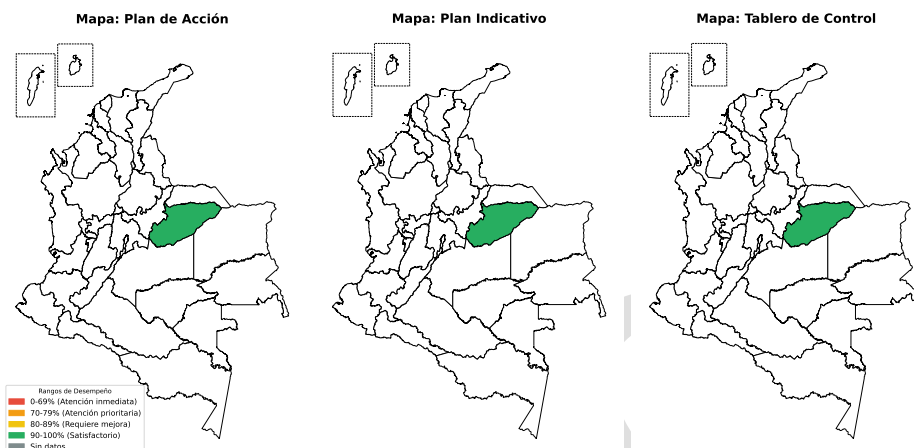 Mapa: Plan de Acción
Mapa: Plan Indicativo
Mapa: Tablero de Control
Rangos de Desempeño
0-69% (Atención inmediata)
70-79% (Atención prioritaria)
80-89% (Requiere mejora)
90-100% (Satisfactorio)
Sin datos